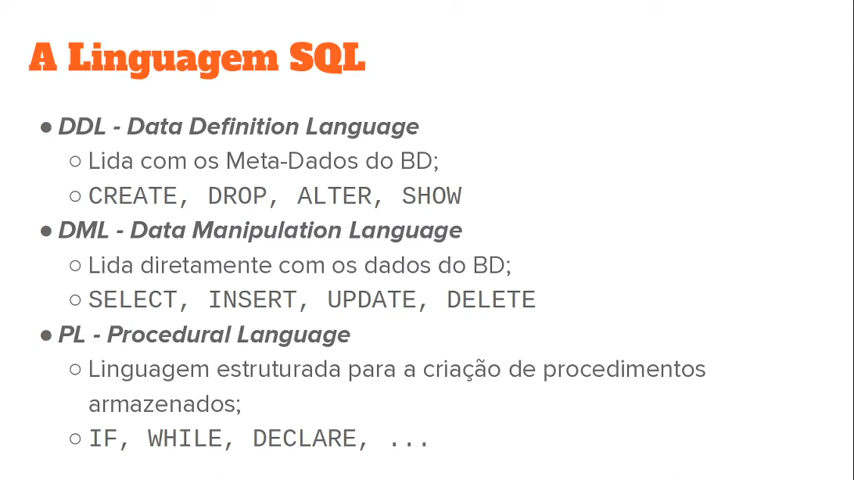 A Linguagem SQL
● DDL - Data Definition Language
○ Lida com os Meta-Dados do BD;
○ CREATE, DROP, ALTER, SHOW
● DML - Data Manipulation Language
○ Lida diretamente com os dados do BD;
○ SELECT, INSERT, UPDATE, DELETE
● PL - Procedural Language
○ Linguagem estruturada para a criação de procedimentos
armazenados;
○ IF, WHILE, DECLARE, ...